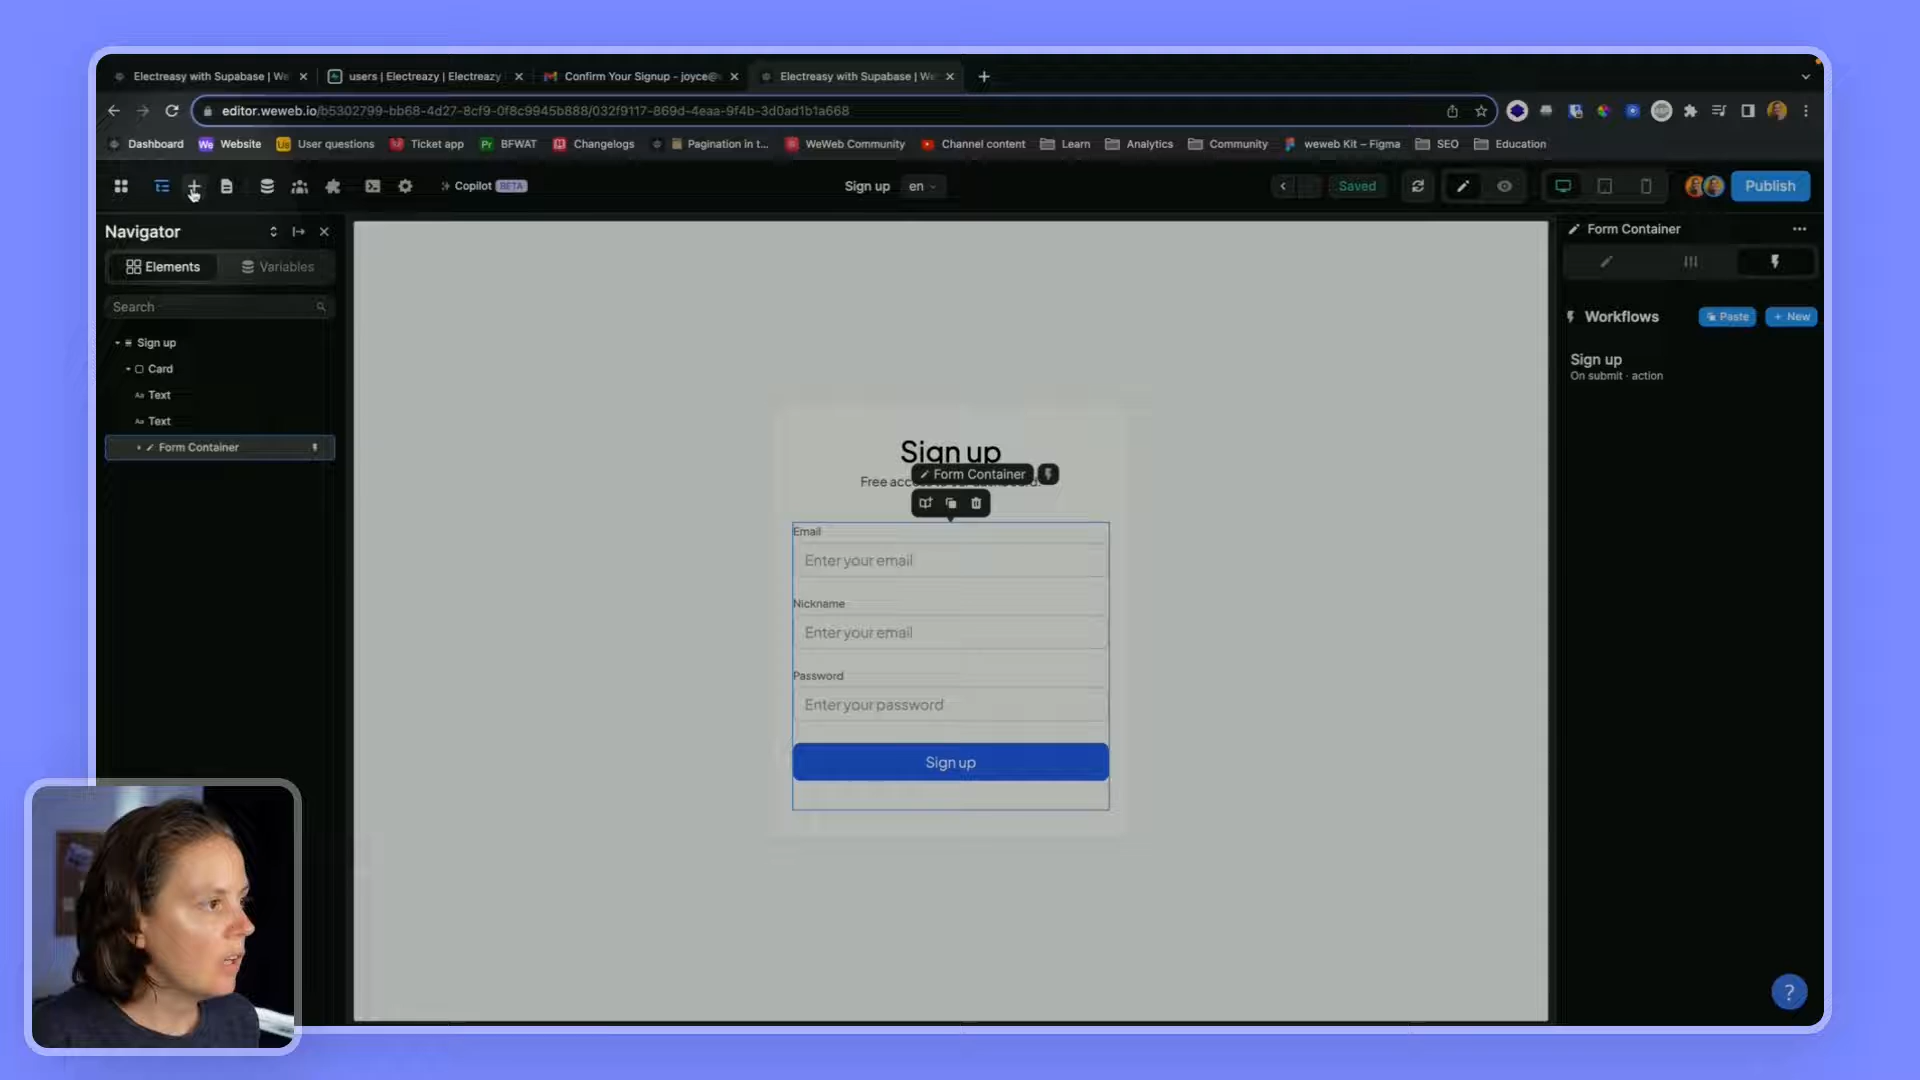 Electreasy with Supabase | We
users | Electreazy | Electreazy
Confirm Your Signup - joyce@
Electreasy with Supabase | We
editor.weweb.io/b5302799-bb68-4d27-8cf9-0f8c9945b888/032f9117-869d-4eaa-9f4b-3d0ad1b1a668
Dashboard
We Website
Us User questions
Ticket app
Pr BFWAT
Changelogs
Pagination in t...
WeWeb Community
Channel content
Learn
Analytics
Community
weweb Kit – Figma
SEO
Education
Copilot BETA
Sign up
en
Saved
Publish
Navigator
Elements
Variables
Search
Sign up
Card
Aa Text
Aa Text
Form Container
Sign up
Form Container
Free acc
Email
Enter your email
Nickname
Enter your email
Password
Enter your password
Sign up
Form Container
Workflows
Paste
+ New
Sign up
On submit · action
?